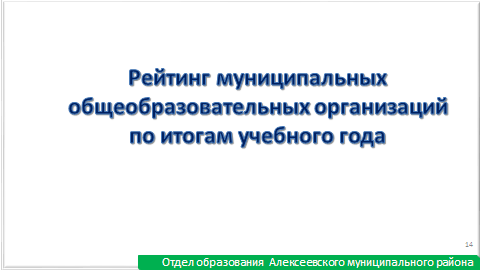 Рейтинг муниципальных
общеобразовательных организаций
по итогам учебного года
14
Отдел образования Алексеевского муниципального района